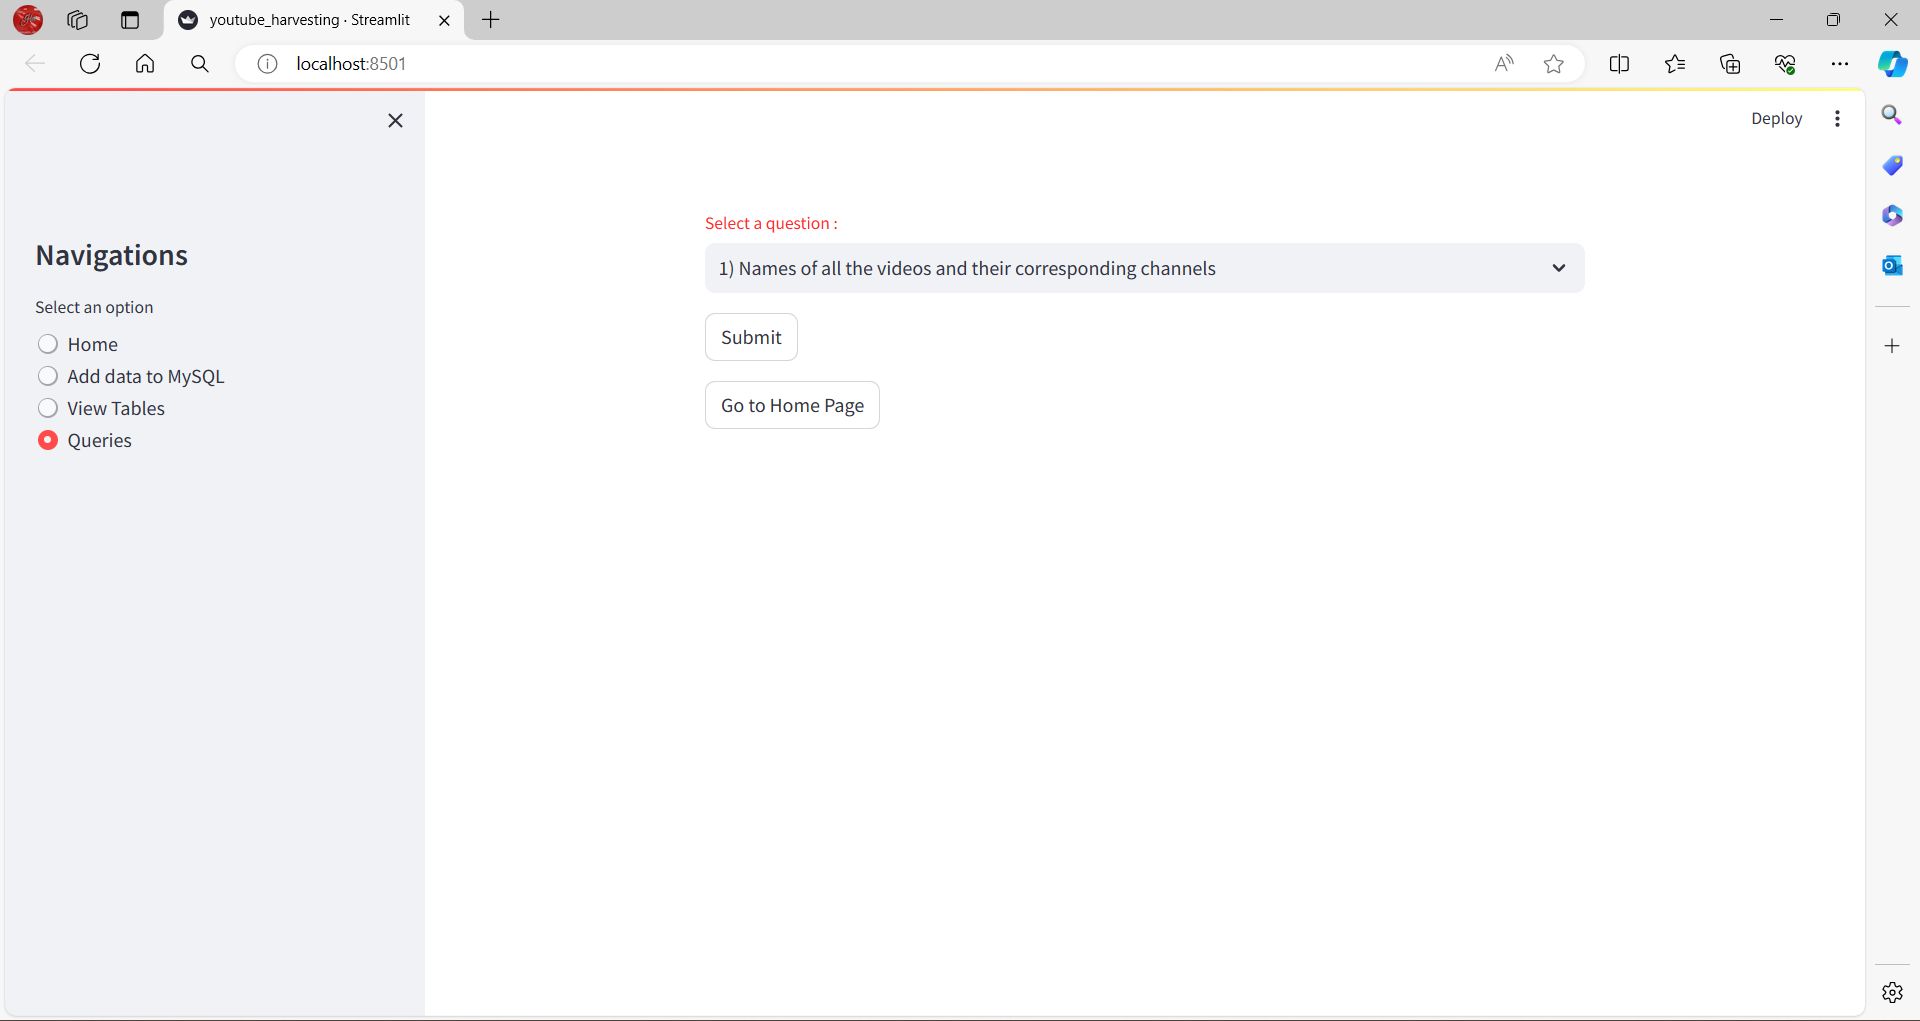 youtube_harvesting · Streamlit
localhost:8501
Deploy
Navigations
Select an option
Home
Add data to MySQL
View Tables
Queries
Select a question :
1) Names of all the videos and their corresponding channels
Submit
Go to Home Page